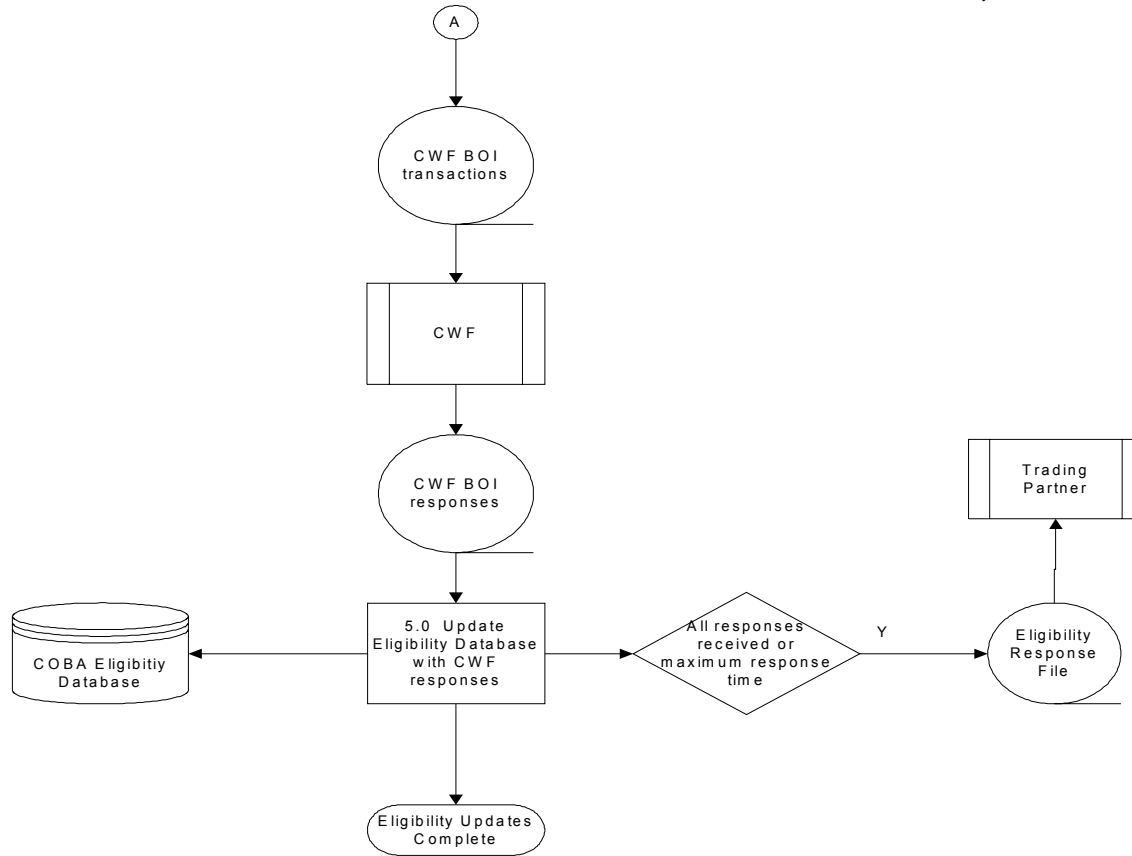 A
CWF BOI
transactions
CWF
CWF BOI
responses
Trading
Partner
5.0 Update
Eligibility Database
with CWF
responses
COBA Eligibitiy
Database
All responses
received or
maximum response
time
Y
Eligibility
Response
File
Eligibility Updates
Complete